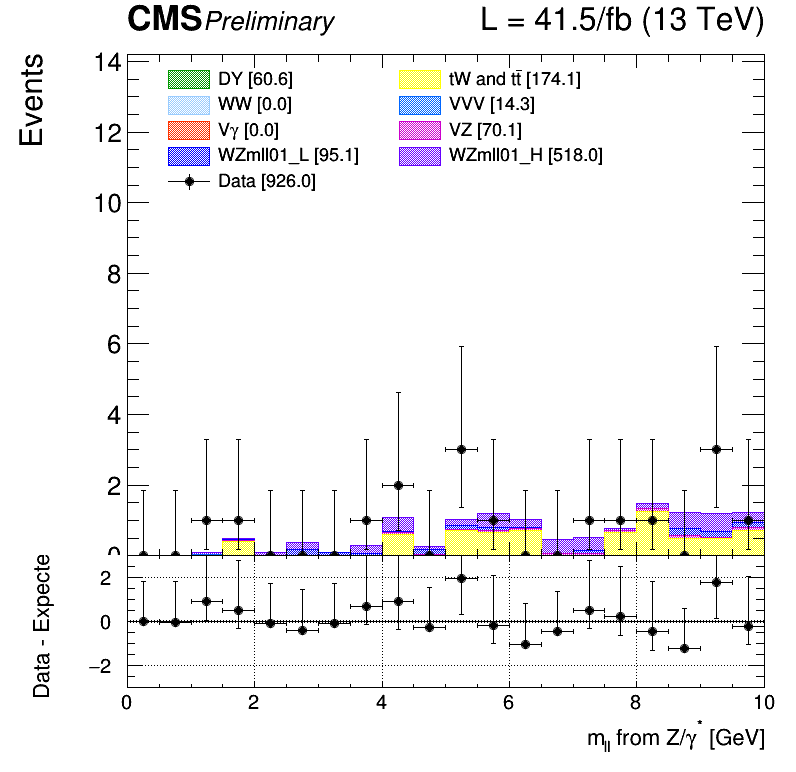 CMS Preliminary L = 41.5/fb (13 TeV)
Events
14
12
10
8
6
4
2
0
DY [60.6]
WW [0.0]
Vγ [0.0]
WZmll01_L [95.1]
Data [926.0]
tW and tt̄ [174.1]
VVV [14.3]
VZ [70.1]
WZmll01_H [518.0]
Data - Expecte
2
0
−2
0 2 4 6 8 10
m_ll from Z/γ* [GeV]